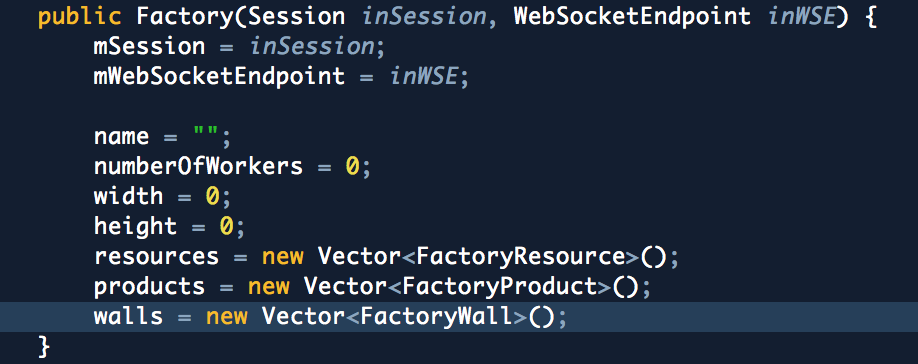 public Factory(Session inSession, WebSocketEndpoint inWSE) {
mSession = inSession;
mWebSocketEndpoint = inWSE;
name = "";
numberOfWorkers = 0;
width = 0;
height = 0;
resources = new Vector<FactoryResource>();
products = new Vector<FactoryProduct>();
walls = new Vector<FactoryWall>();
}